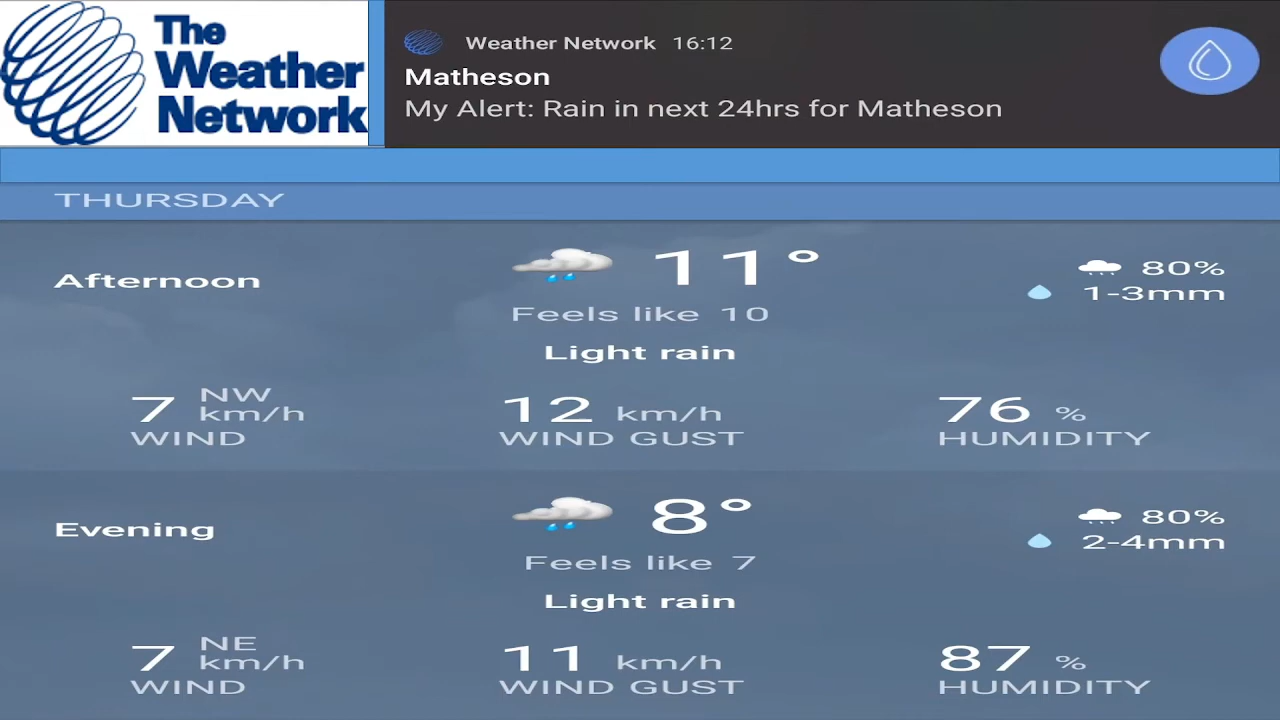 The
Weather
Network
Weather Network 16:12
Matheson
My Alert: Rain in next 24hrs for Matheson
THURSDAY
Afternoon
11°
80%
1-3mm
Feels like 10
Light rain
7 NW km/h
12 km/h
76 %
WIND
WIND GUST
HUMIDITY
Evening
8°
80%
2-4mm
Feels like 7
Light rain
7 NE km/h
11 km/h
87 %
WIND
WIND GUST
HUMIDITY